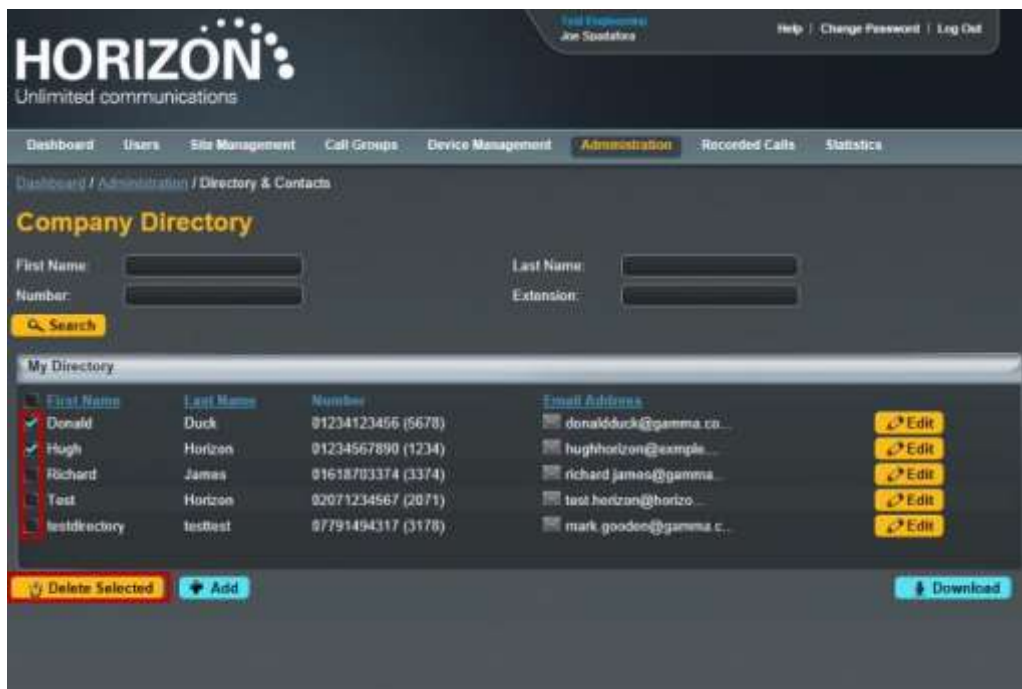 HORIZON
Unlimited communications
Test Engineering
Joe Spadafora
Help | Change Password | Log Out
Dashboard Users Site Management Call Groups Device Management Administration Recorded Calls Statistics
Dashboard / Administration / Directory & Contacts
Company Directory
First Name:
Last Name:
Number:
Extension:
Search
My Directory
First Name Last Name Number Email Address
Donald Duck 01234123456 (5678) donaldduck@gamma.co... Edit
Hugh Horizon 01234567890 (1234) hughhorizon@exmple... Edit
Richard James 01618703374 (3374) richard.james@gamma... Edit
Test Horizon 02071234567 (2071) test.horizon@horizo... Edit
testdirectory testtest 07791494317 (3178) mark.gooden@gamma.c... Edit
Delete Selected Add Download